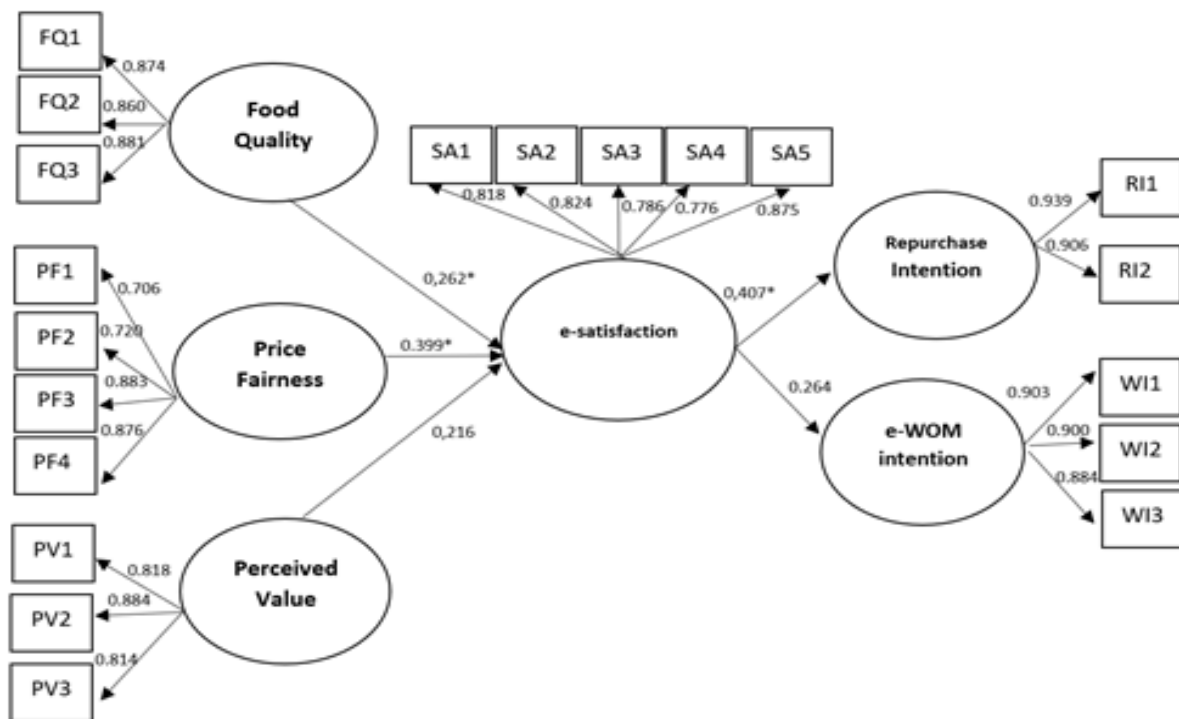 FQ1
0.874
FQ2
0.860
0.881
FQ3
Food
Quality
SA1
SA2
SA3
SA4
SA5
0.818
0.824
0.786
0.776
0.875
PF1
0.706
PF2
0.720
0.883
PF3
0.876
PF4
Price
Fairness
0,262*
0.399*
0,216
e-satisfaction
0,407*
0.264
Repurchase
Intention
0.939
RI1
0.906
RI2
e-WOM
intention
0.903
WI1
0.900
WI2
0.884
WI3
PV1
0.818
0.884
PV2
0.814
PV3
Perceived
Value